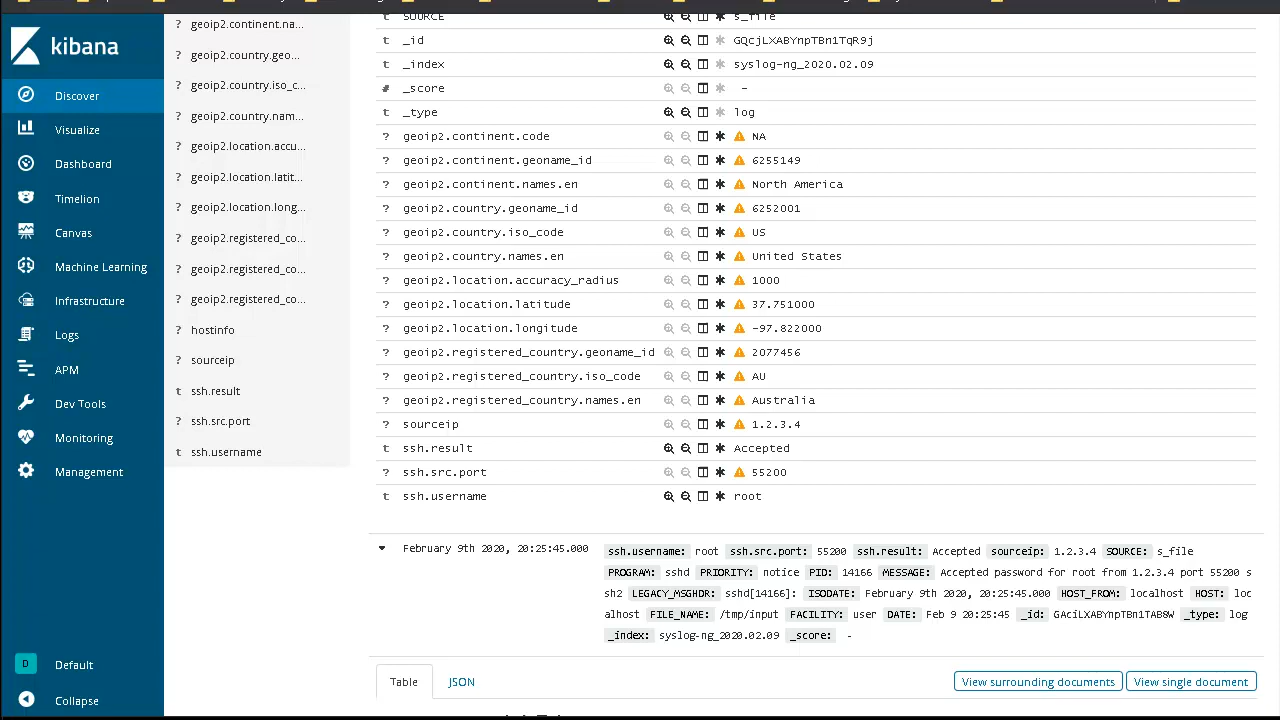 kibana
Discover
Visualize
Dashboard
Timelion
Canvas
Machine Learning
Infrastructure
Logs
APM
Dev Tools
Monitoring
Management
D Default
Collapse
? geoip2.continent.na...
? geoip2.country.geo...
? geoip2.country.iso_c...
? geoip2.country.nam...
? geoip2.location.accu...
? geoip2.location.latit...
? geoip2.location.long...
? geoip2.registered_co...
? geoip2.registered_co...
? geoip2.registered_co...
? hostinfo
? sourceip
t ssh.result
? ssh.src.port
t ssh.username
t SOURCE s_file
t _id GQcjLXABYnpTBn1TqR9j
t _index syslog-ng_2020.02.09
# _score -
t _type log
? geoip2.continent.code NA
? geoip2.continent.geoname_id 6255149
? geoip2.continent.names.en North America
? geoip2.country.geoname_id 6252001
? geoip2.country.iso_code US
? geoip2.country.names.en United States
? geoip2.location.accuracy_radius 1000
? geoip2.location.latitude 37.751000
? geoip2.location.longitude -97.822000
? geoip2.registered_country.geoname_id 2077456
? geoip2.registered_country.iso_code AU
? geoip2.registered_country.names.en Australia
? sourceip 1.2.3.4
t ssh.result Accepted
? ssh.src.port 55200
t ssh.username root
February 9th 2020, 20:25:45.000 ssh.username: root ssh.src.port: 55200 ssh.result: Accepted sourceip: 1.2.3.4 SOURCE: s_file
PROGRAM: sshd PRIORITY: notice PID: 14166 MESSAGE: Accepted password for root from 1.2.3.4 port 55200 s
sh2 LEGACY_MSGHDR: sshd[14166]: ISODATE: February 9th 2020, 20:25:45.000 HOST_FROM: localhost HOST: loc
alhost FILE_NAME: /tmp/input FACILITY: user DATE: Feb 9 20:25:45 _id: GACiLXABYnpTBn1TAB8W _type: log
_index: syslog-ng_2020.02.09 _score: -
Table JSON View surrounding documents View single document